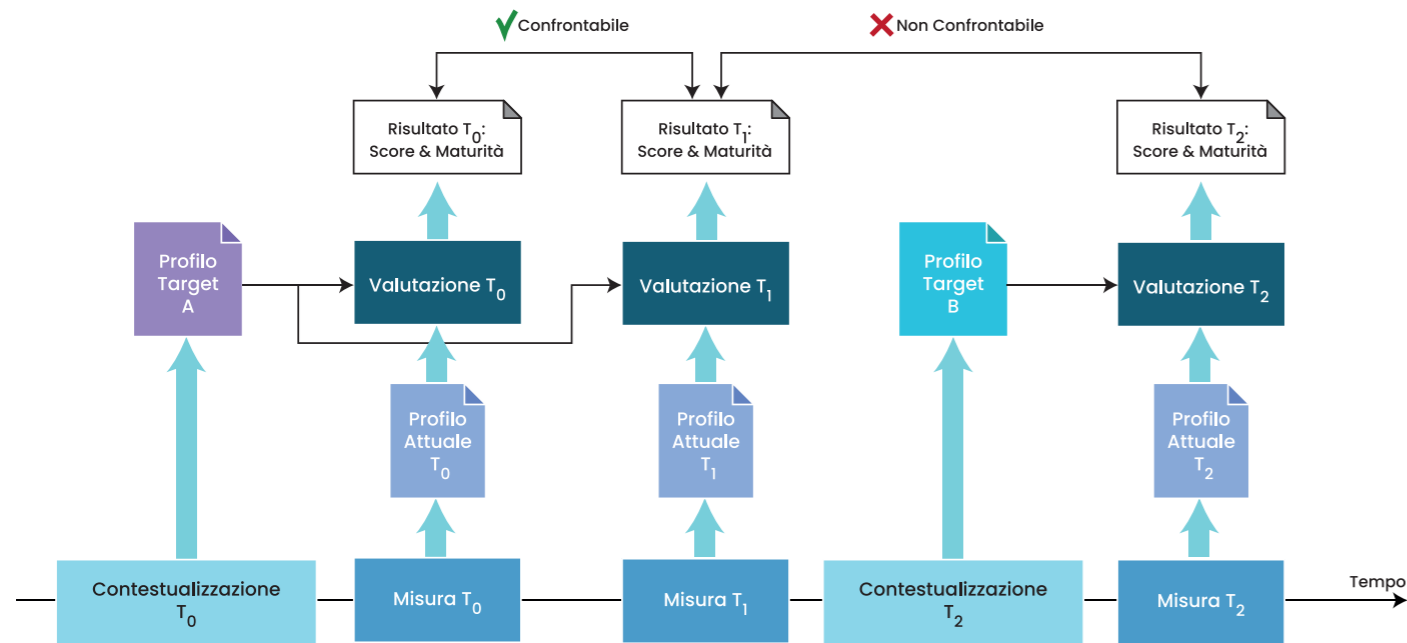 Confrontabile
Non Confrontabile
Risultato T0:
Score & Maturità
Risultato T1:
Score & Maturità
Risultato T2:
Score & Maturità
Profilo
Target
A
Valutazione T0
Valutazione T1
Profilo
Target
B
Valutazione T2
Profilo
Attuale
T0
Profilo
Attuale
T1
Profilo
Attuale
T2
Contestualizzazione
T0
Misura T0
Misura T1
Contestualizzazione
T2
Misura T2
Tempo